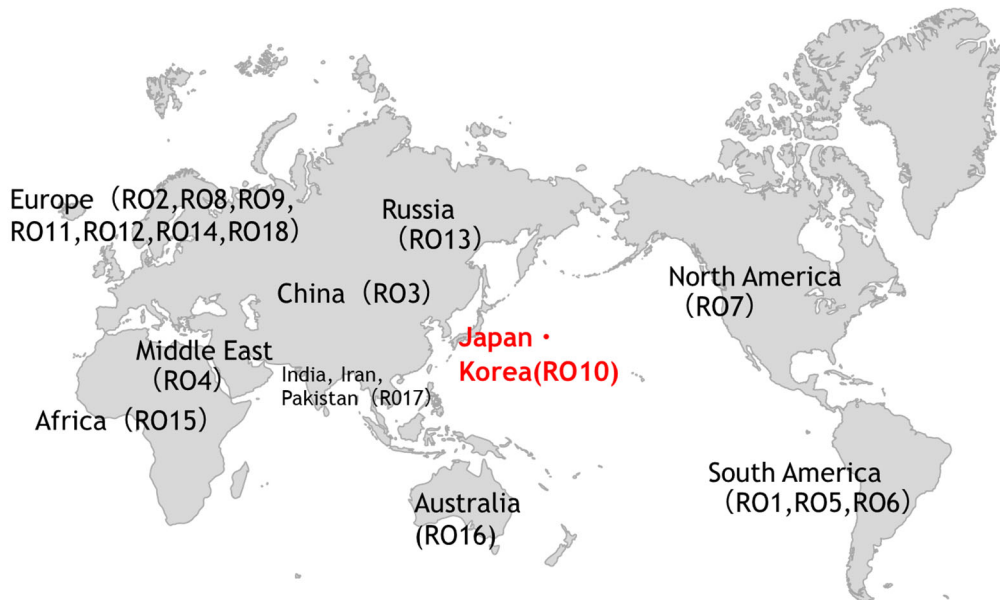 Europe（RO2,RO8,RO9,
RO11,RO12,RO14,RO18）
Russia
（RO13）
China（RO3）
North America
（RO7）
Japan・
Korea(RO10)
Middle East
（RO4）
India, Iran,
Pakistan（R017）
Africa（RO15）
South America
（RO1,RO5,RO6）
Australia
(RO16)